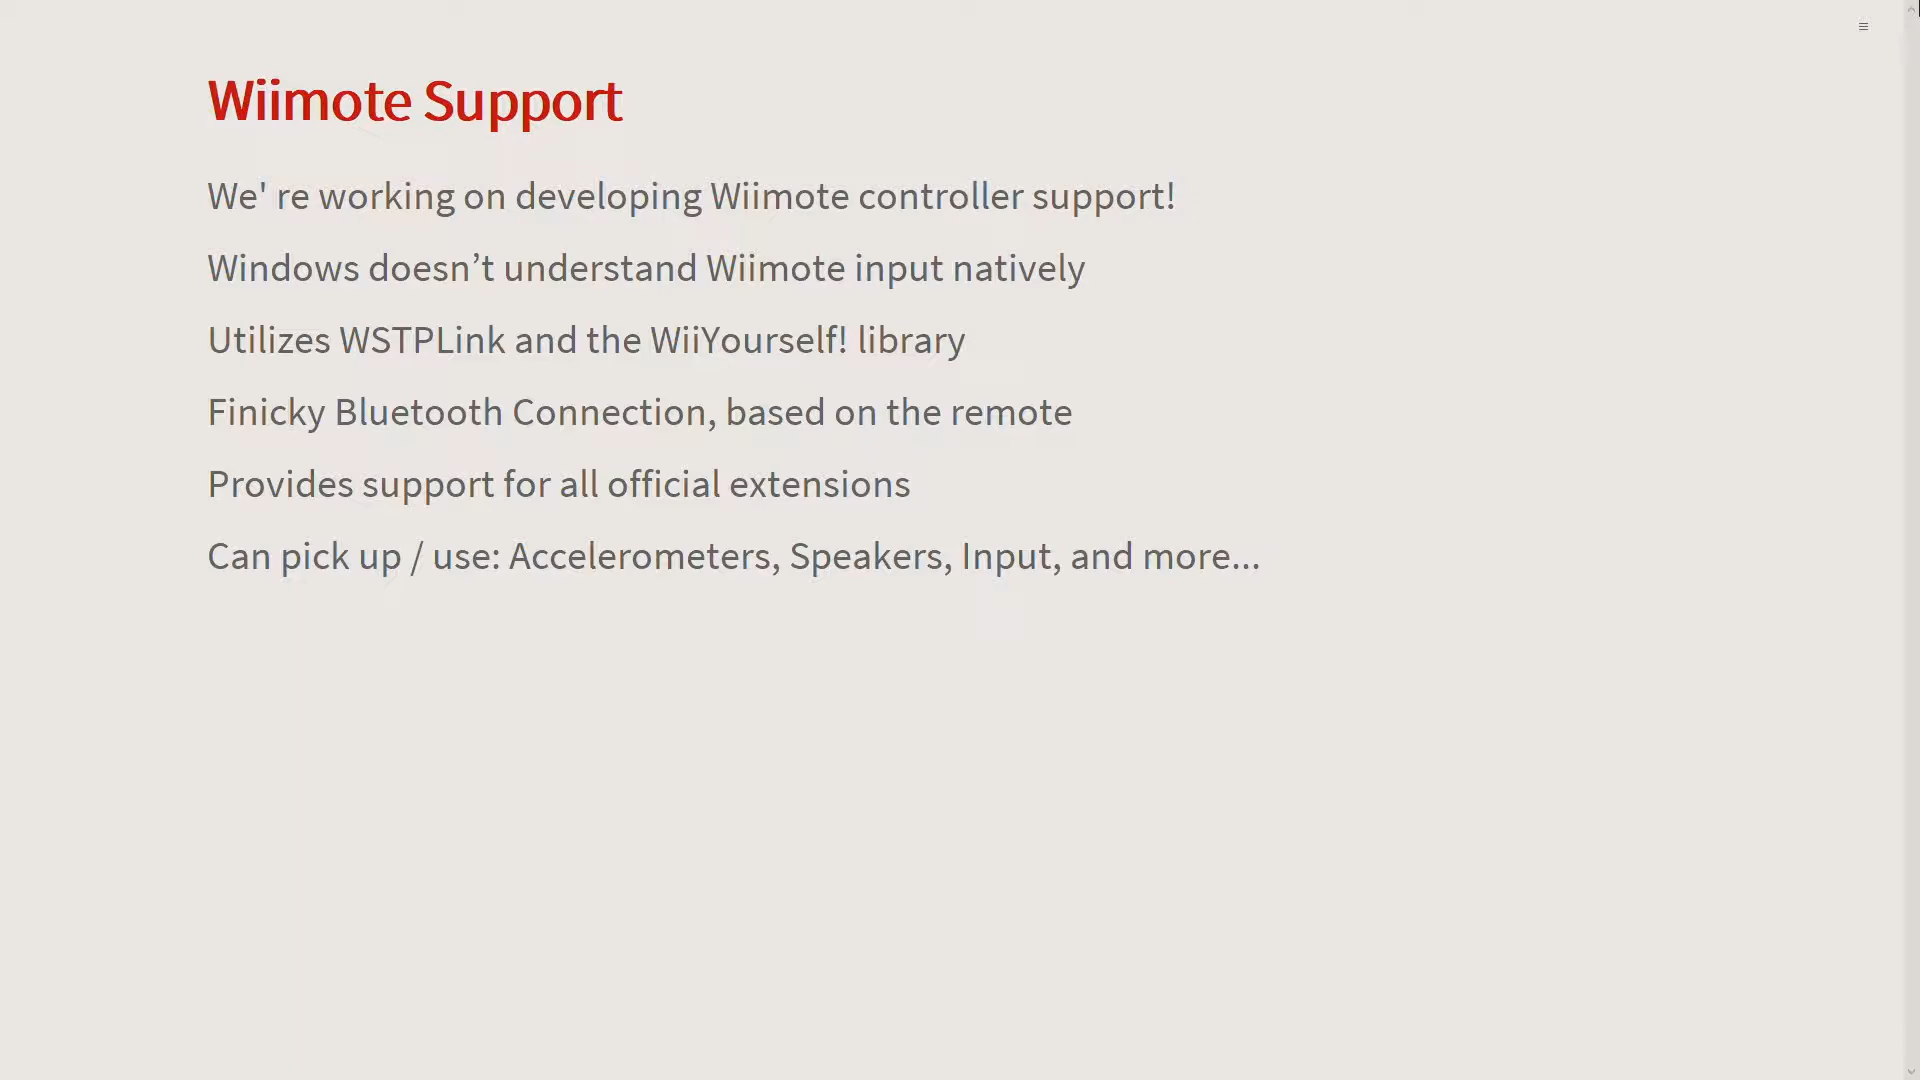 Wiimote Support
We' re working on developing Wiimote controller support!
Windows doesn’t understand Wiimote input natively
Utilizes WSTPLink and the WiiYourself! library
Finicky Bluetooth Connection, based on the remote
Provides support for all official extensions
Can pick up / use: Accelerometers, Speakers, Input, and more...